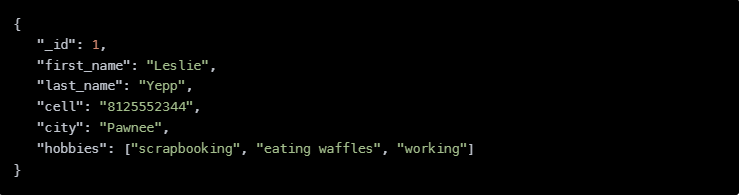 {
"_id": 1,
"first_name": "Leslie",
"last_name": "Yepp",
"cell": "8125552344",
"city": "Pawnee",
"hobbies": ["scrapbooking", "eating waffles", "working"]
}